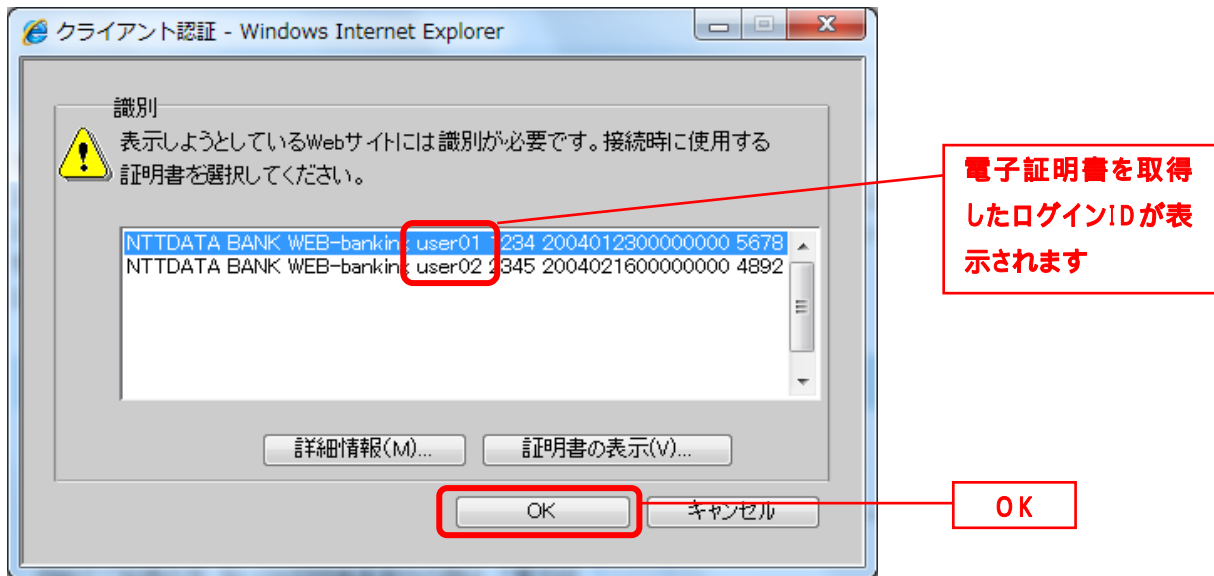 クライアント認証 - Windows Internet Explorer
識別
表示しようとしているWebサイトには識別が必要です。接続時に使用する
証明書を選択してください。
NTTDATA BANK WEB-banking user01 1234 2004012300000000 5678
NTTDATA BANK WEB-banking user02 2345 2004021600000000 4892
詳細情報(M)...
証明書の表示(V)...
OK
キャンセル
電子証明書を取得
したログインIDが表
示されます
OK